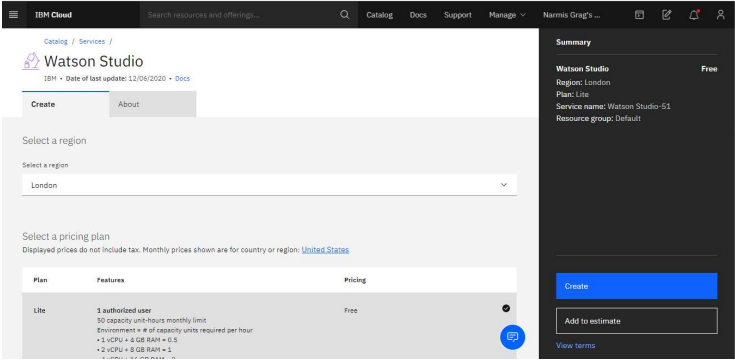 IBM Cloud
Search resources and offerings...
Catalog
Docs
Support
Manage
Narmis Grag's ...
Catalog / Services /
Watson Studio
IBM • Date of last update: 12/06/2020 • Docs
Create
About
Select a region
Select a region
London
Select a pricing plan
Displayed prices do not include tax. Monthly prices shown are for country or region: United States
Plan
Features
Pricing
Lite
1 authorized user
Free
50 capacity unit-hours monthly limit
Environment = # of capacity units required per hour
• 1 vCPU + 4 GB RAM = 0.5
• 2 vCPU + 8 GB RAM = 1
Summary
Watson Studio
Free
Region: London
Plan: Lite
Service name: Watson Studio-51
Resource group: Default
Create
Add to estimate
View terms